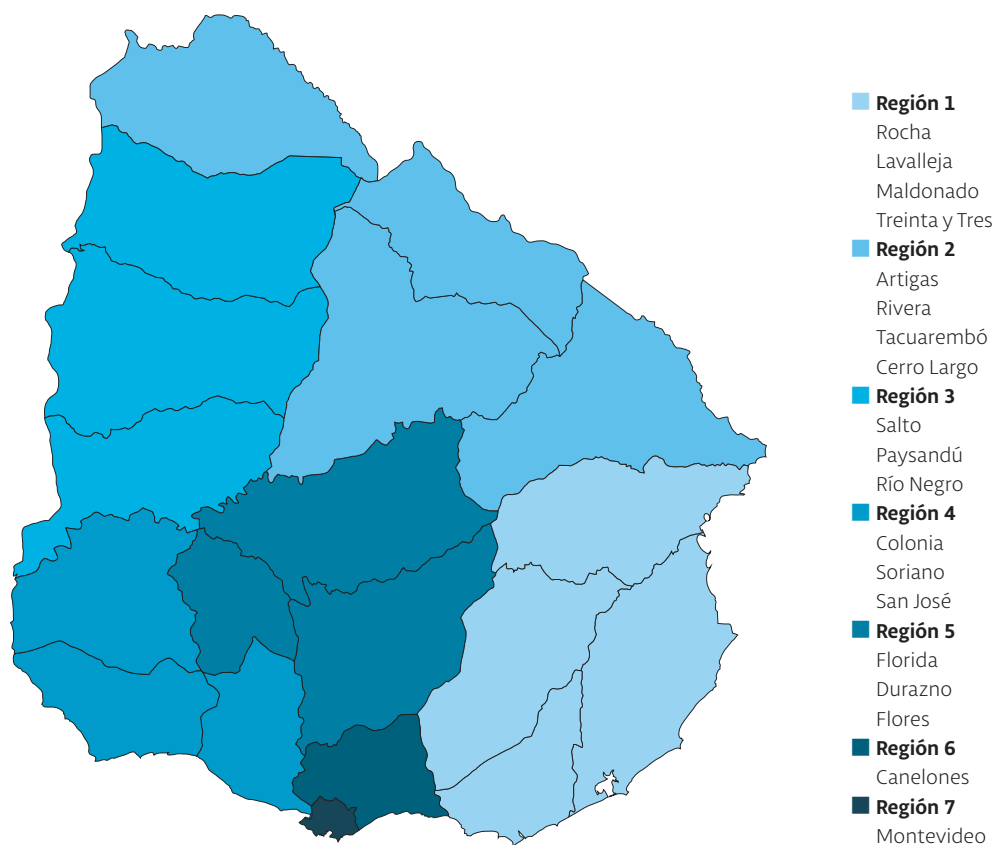 Región 1
Rocha
Lavalleja
Maldonado
Treinta y Tres
Región 2
Artigas
Rivera
Tacuarembó
Cerro Largo
Región 3
Salto
Paysandú
Río Negro
Región 4
Colonia
Soriano
San José
Región 5
Florida
Durazno
Flores
Región 6
Canelones
Región 7
Montevideo